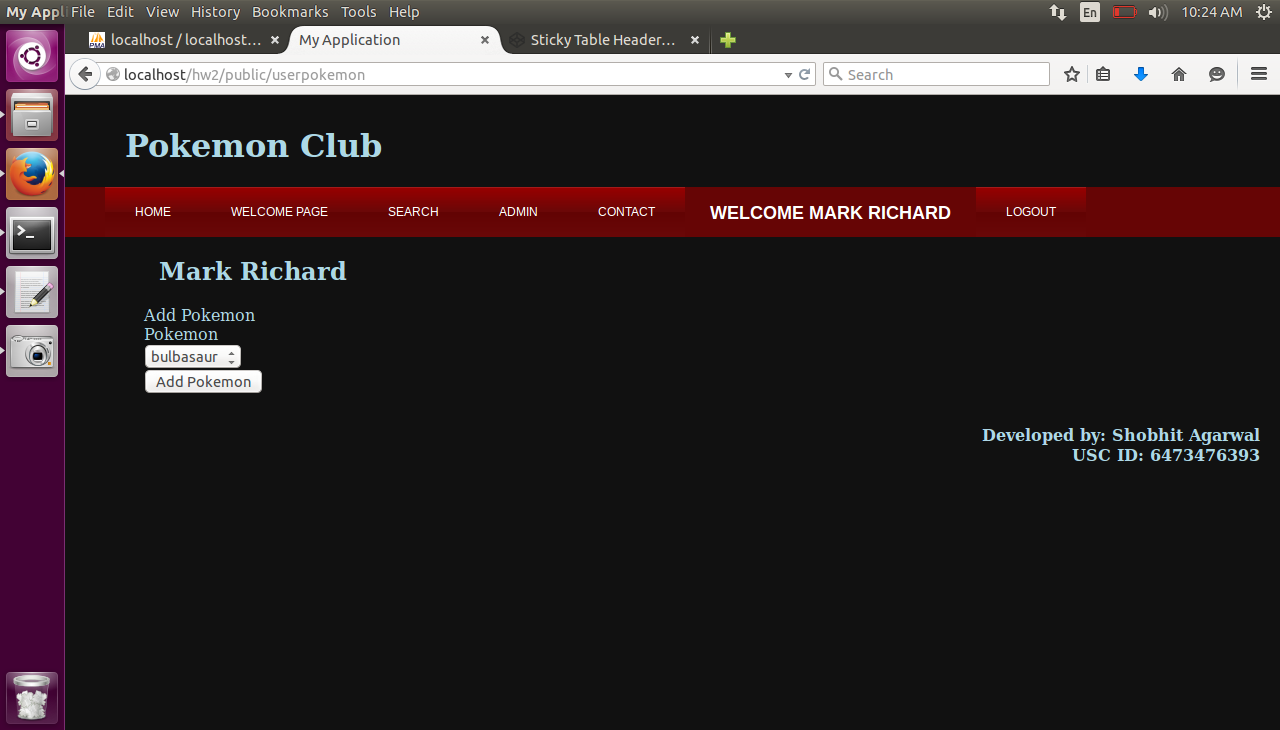 My Appl File Edit View History Bookmarks Tools Help En 10:24 AM
PMA localhost / localhost... My Application Sticky Table Header...
localhost/hw2/public/userpokemon Search
Pokemon Club
HOME WELCOME PAGE SEARCH ADMIN CONTACT WELCOME MARK RICHARD LOGOUT
Mark Richard
Add Pokemon
Pokemon
bulbasaur
Add Pokemon
Developed by: Shobhit Agarwal
USC ID: 6473476393